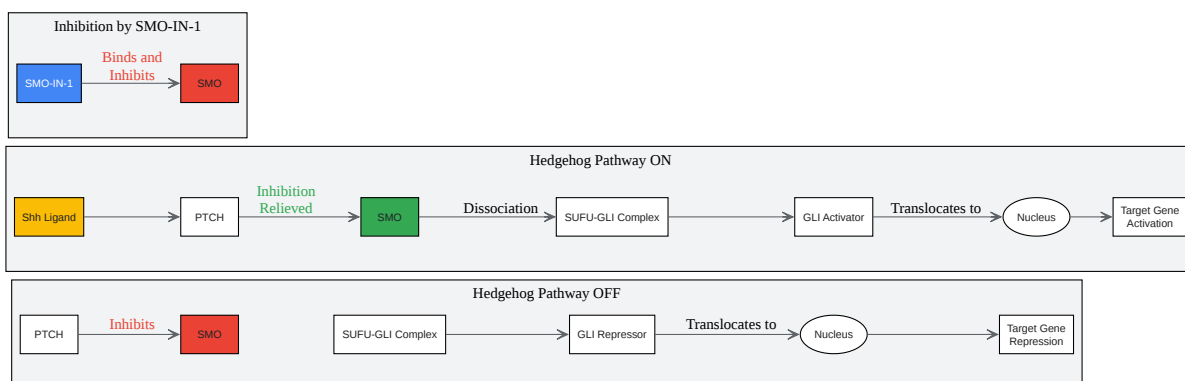 Inhibition by SMO-IN-1
Binds and
Inhibits
SMO-IN-1
SMO
Hedgehog Pathway ON
Shh Ligand
PTCH
Inhibition
Relieved
SMO
Dissociation
SUFU-GLI Complex
GLI Activator
Translocates to
Nucleus
Target Gene
Activation
Hedgehog Pathway OFF
PTCH
Inhibits
SMO
SUFU-GLI Complex
GLI Repressor
Translocates to
Nucleus
Target Gene
Repression